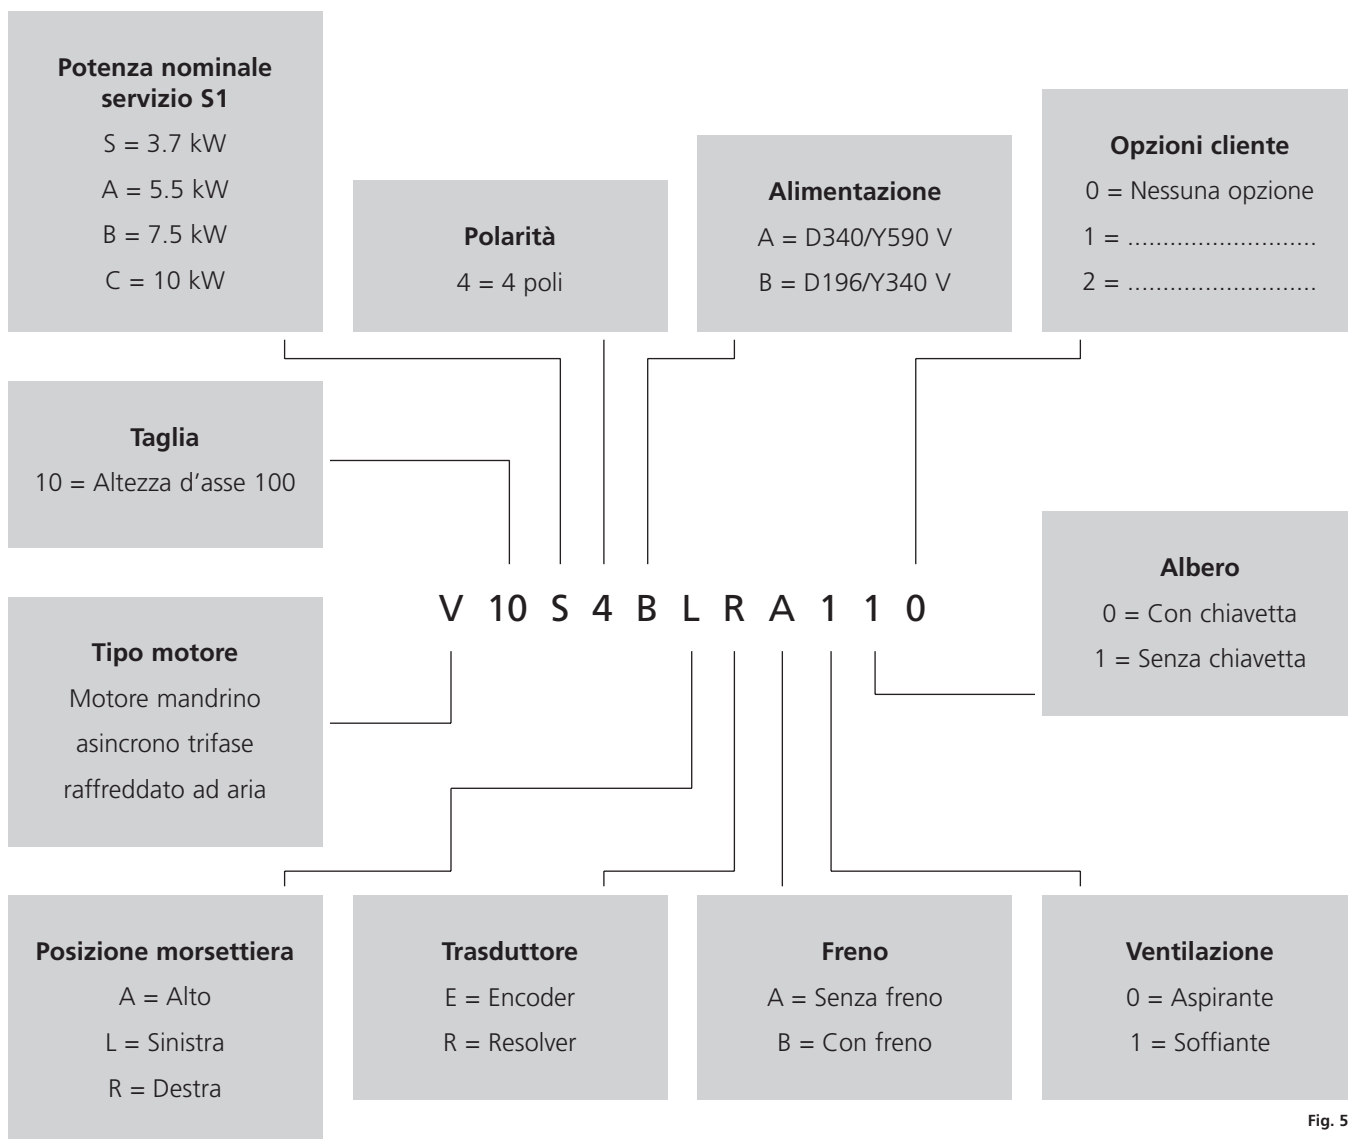 Potenza nominale
servizio S1
S = 3.7 kW
A = 5.5 kW
B = 7.5 kW
C = 10 kW
Polarità
4 = 4 poli
Alimentazione
A = D340/Y590 V
B = D196/Y340 V
Opzioni cliente
0 = Nessuna opzione
1 = ...........................
2 = ...........................
Taglia
10 = Altezza d'asse 100
V 10 S 4 B L R A 1 1 0
Albero
0 = Con chiavetta
1 = Senza chiavetta
Tipo motore
Motore mandrino
asincrono trifase
raffreddato ad aria
Posizione morsettiera
A = Alto
L = Sinistra
R = Destra
Trasduttore
E = Encoder
R = Resolver
Freno
A = Senza freno
B = Con freno
Ventilazione
0 = Aspirante
1 = Soffiante
Fig. 5